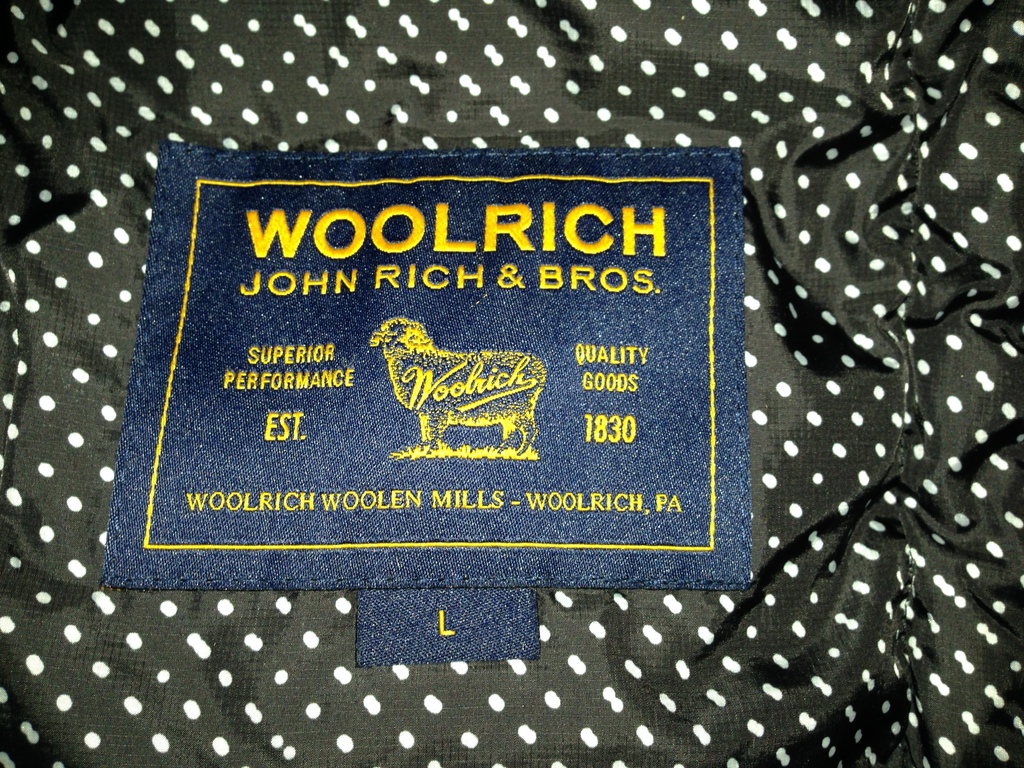 WOOLRICH
JOHN RICH & BROS.
SUPERIOR
PERFORMANCE
EST.
Woolrich
QUALITY
GOODS
1830
WOOLRICH WOOLEN MILLS - WOOLRICH, PA
L